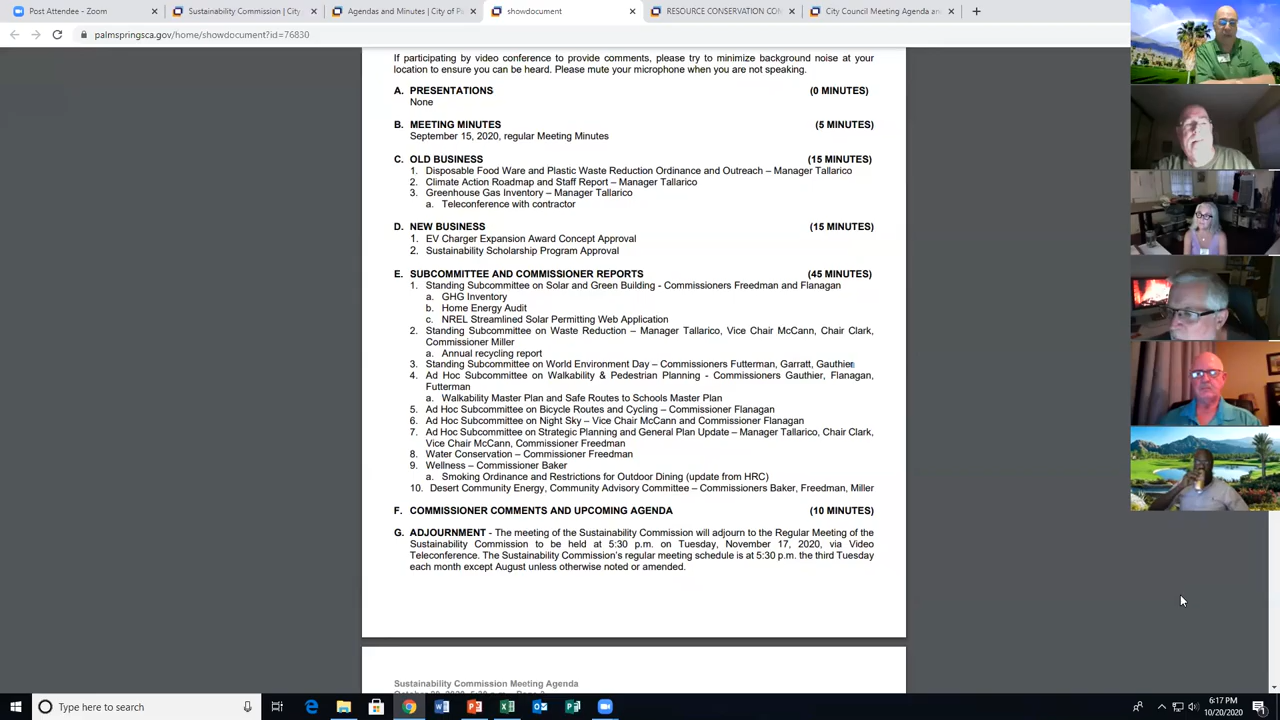 Post Attendee - Zoom
Sustainability Commission | City
Agendas and Minutes | City of Pa
showdocument
RESOURCE CONSERVATION COM
City Council Meeting Agenda an
palmspringsca.gov/home/showdocument?id=76830
If participating by video conference to provide comments, please try to minimize background noise at your
location to ensure you can be heard. Please mute your microphone when you are not speaking.
A. PRESENTATIONS (0 MINUTES)
None
B. MEETING MINUTES (5 MINUTES)
September 15, 2020, regular Meeting Minutes
C. OLD BUSINESS (15 MINUTES)
1. Disposable Food Ware and Plastic Waste Reduction Ordinance and Outreach – Manager Tallarico
2. Climate Action Roadmap and Staff Report – Manager Tallarico
3. Greenhouse Gas Inventory – Manager Tallarico
a. Teleconference with contractor
D. NEW BUSINESS (15 MINUTES)
1. EV Charger Expansion Award Concept Approval
2. Sustainability Scholarship Program Approval
E. SUBCOMMITTEE AND COMMISSIONER REPORTS (45 MINUTES)
1. Standing Subcommittee on Solar and Green Building - Commissioners Freedman and Flanagan
a. GHG Inventory
b. Home Energy Audit
c. NREL Streamlined Solar Permitting Web Application
2. Standing Subcommittee on Waste Reduction – Manager Tallarico, Vice Chair McCann, Chair Clark,
Commissioner Miller
a. Annual recycling report
3. Standing Subcommittee on World Environment Day – Commissioners Futterman, Garratt, Gauthier
4. Ad Hoc Subcommittee on Walkability & Pedestrian Planning - Commissioners Gauthier, Flanagan,
Futterman
a. Walkability Master Plan and Safe Routes to Schools Master Plan
5. Ad Hoc Subcommittee on Bicycle Routes and Cycling – Commissioner Flanagan
6. Ad Hoc Subcommittee on Night Sky – Vice Chair McCann and Commissioner Flanagan
7. Ad Hoc Subcommittee on Strategic Planning and General Plan Update – Manager Tallarico, Chair Clark,
Vice Chair McCann, Commissioner Freedman
8. Water Conservation – Commissioner Freedman
9. Wellness – Commissioner Baker
a. Smoking Ordinance and Restrictions for Outdoor Dining (update from HRC)
10. Desert Community Energy, Community Advisory Committee – Commissioners Baker, Freedman, Miller
F. COMMISSIONER COMMENTS AND UPCOMING AGENDA (10 MINUTES)
G. ADJOURNMENT - The meeting of the Sustainability Commission will adjourn to the Regular Meeting of the
Sustainability Commission to be held at 5:30 p.m. on Tuesday, November 17, 2020, via Video
Teleconference. The Sustainability Commission's regular meeting schedule is at 5:30 p.m. the third Tuesday
each month except August unless otherwise noted or amended.
Sustainability Commission Meeting Agenda
Type here to search
6:17 PM
10/20/2020